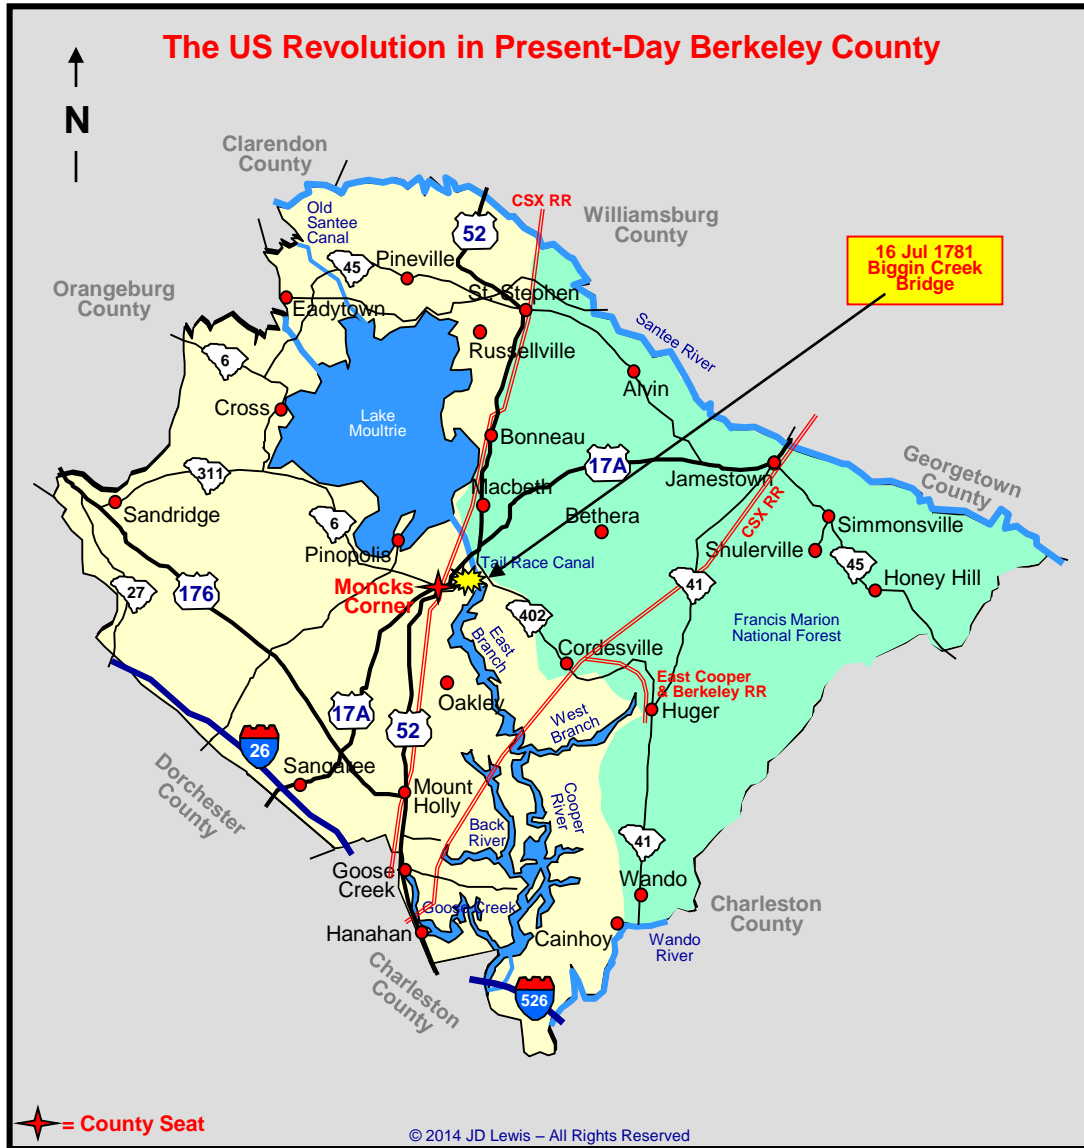 The US Revolution in Present-Day Berkeley County
N
Clarendon
County
CSX RR
Williamsburg
County
Old
Santee
Canal
52
16 Jul 1781
Biggin Creek
Bridge
Pineville
45
Orangeburg
County
Eadytown
St. Stephen
Santee River
Russellville
6
Alvin
Cross
Lake
Moultrie
Bonneau
17A
Jamestown
Georgetown
County
311
Macbeth
CSX RR
Sandridge
6
Bethera
Simmonsville
Pinopolis
Shulerville
Tail Race Canal
45
Honey Hill
Moncks
Corner
27
176
41
402
Francis Marion
National Forest
East
Branch
Cordesville
East Cooper
& Berkeley RR
Oakley
Huger
17A
52
West
Branch
26
Sangaree
Dorchester
County
Mount
Holly
Cooper
River
Back
River
41
Goose
Creek
Wando
Charleston
County
Goose Creek
Hanahan
Cainhoy
Wando
River
Charleston
County
526
= County Seat
© 2014 JD Lewis – All Rights Reserved